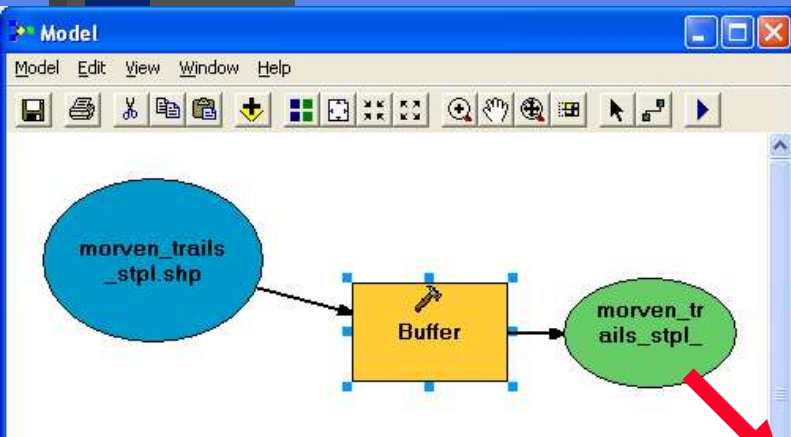 Model
Model Edit View Window Help
morven_trails
_stpl.shp
Buffer
morven_tr
ails_stpl_